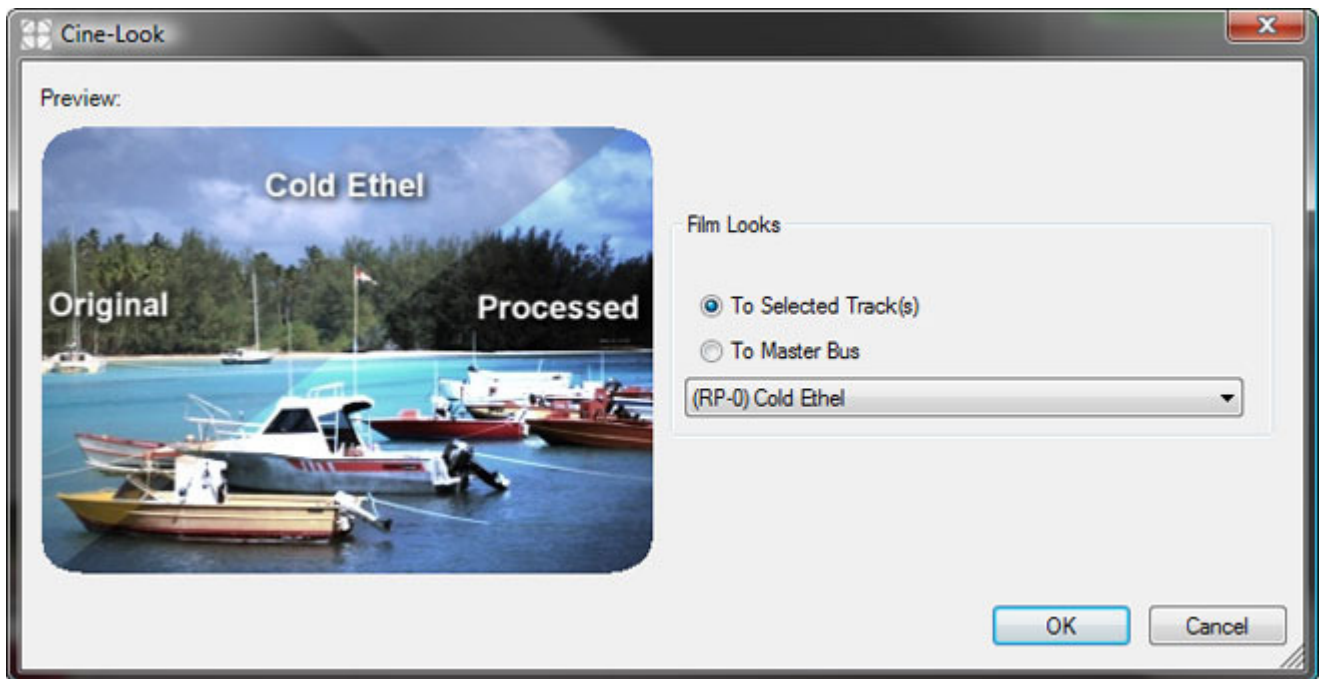 Cine-Look
Preview:
Cold Ethel
Original
Processed
Film Looks
To Selected Track(s)
To Master Bus
(RP-0) Cold Ethel
OK
Cancel